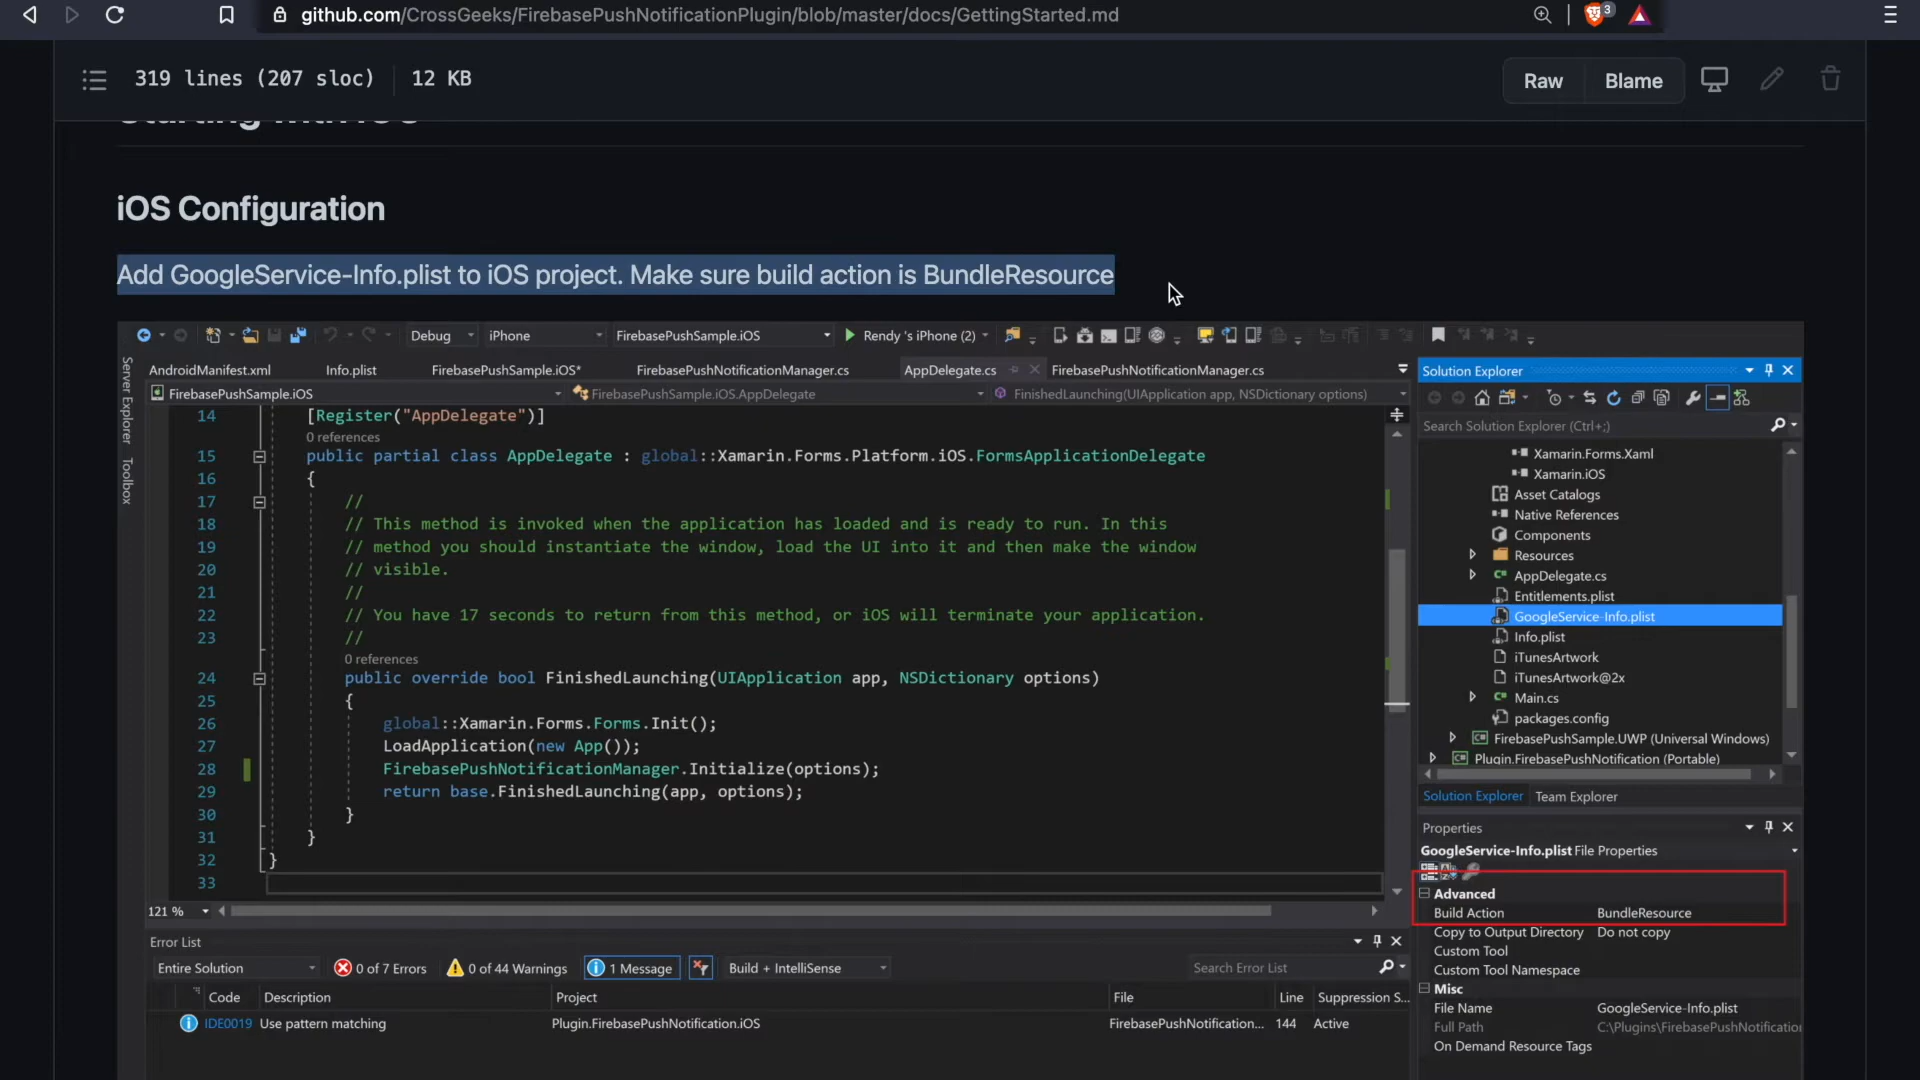 github.com/CrossGeeks/FirebasePushNotificationPlugin/blob/master/docs/GettingStarted.md
3
319 lines (207 sloc) 12 KB
Raw Blame
Starting with iOS
iOS Configuration
Add GoogleService-Info.plist to iOS project. Make sure build action is BundleResource
Debug iPhone FirebasePushSample.iOS Rendy 's iPhone (2)
Server Explorer
Toolbox
AndroidManifest.xml Info.plist FirebasePushSample.iOS* FirebasePushNotificationManager.cs AppDelegate.cs FirebasePushNotificationManager.cs
FirebasePushSample.iOS FirebasePushSample.iOS.AppDelegate FinishedLaunching(UIApplication app, NSDictionary options)
14 [Register("AppDelegate")]
0 references
15 public partial class AppDelegate : global::Xamarin.Forms.Platform.iOS.FormsApplicationDelegate
16 {
17 //
18 // This method is invoked when the application has loaded and is ready to run. In this
19 // method you should instantiate the window, load the UI into it and then make the window
20 // visible.
21 //
22 // You have 17 seconds to return from this method, or iOS will terminate your application.
23 //
0 references
24 public override bool FinishedLaunching(UIApplication app, NSDictionary options)
25 {
26 global::Xamarin.Forms.Forms.Init();
27 LoadApplication(new App());
28 FirebasePushNotificationManager.Initialize(options);
29 return base.FinishedLaunching(app, options);
30 }
31 }
32 }
33
121 %
Solution Explorer
Search Solution Explorer (Ctrl+;)
Xamarin.Forms.Xaml
Xamarin.iOS
Asset Catalogs
Native References
Components
Resources
AppDelegate.cs
Entitlements.plist
GoogleService-Info.plist
Info.plist
iTunesArtwork
iTunesArtwork@2x
Main.cs
packages.config
FirebasePushSample.UWP (Universal Windows)
Plugin.FirebasePushNotification (Portable)
Solution Explorer Team Explorer
Properties
GoogleService-Info.plist File Properties
Advanced
Build Action BundleResource
Copy to Output Directory Do not copy
Custom Tool
Custom Tool Namespace
Misc
File Name GoogleService-Info.plist
Full Path C:\Plugins\FirebasePushNotification
On Demand Resource Tags
Error List
Entire Solution 0 of 7 Errors 0 of 44 Warnings 1 Message Build + IntelliSense Search Error List
Code Description Project File Line Suppression S...
IDE0019 Use pattern matching Plugin.FirebasePushNotification.iOS FirebasePushNotification... 144 Active